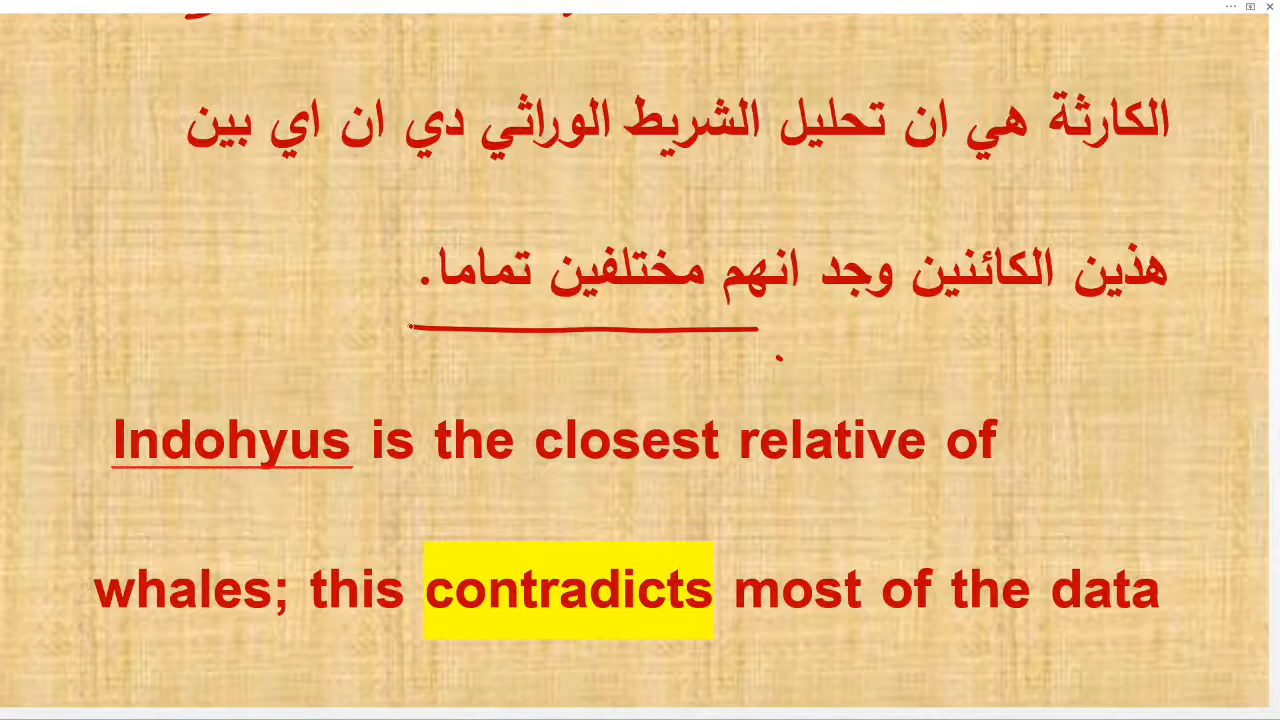 الكارثة هي ان تحليل الشريط الوراثي دي ان اي بين
هذين الكائنين وجد انهم مختلفين تماما.
Indohyus is the closest relative of
whales; this contradicts most of the data